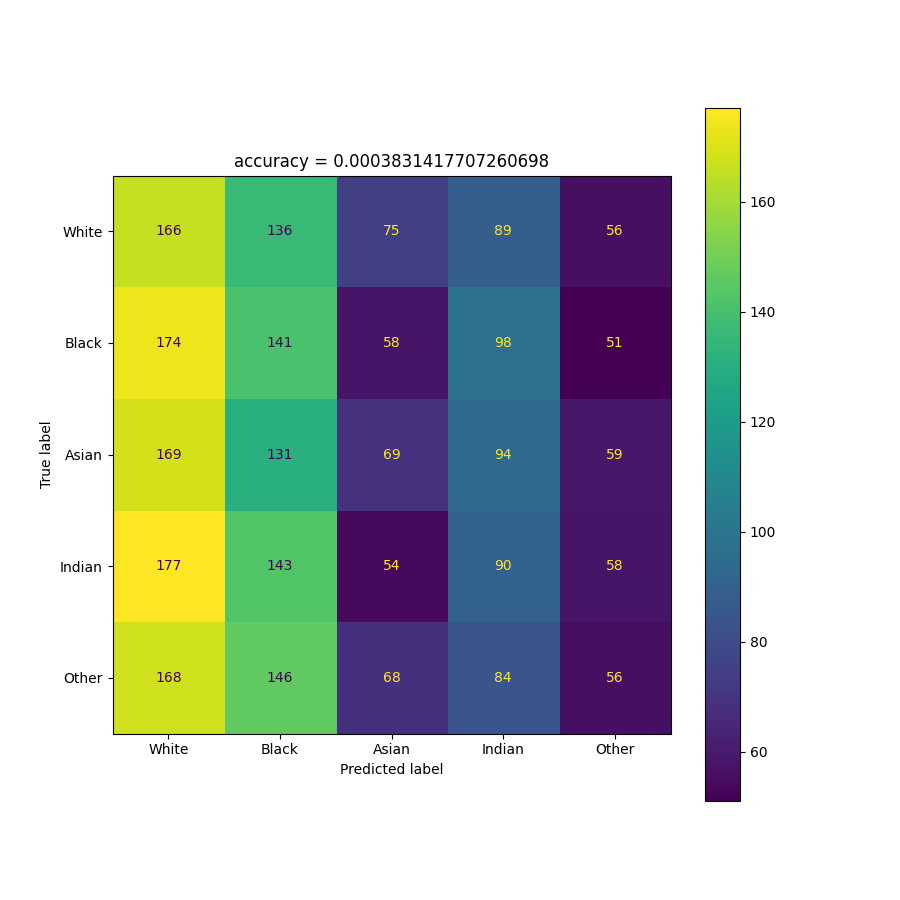 accuracy = 0.0003831417707260698
White 166 136 75 89 56
Black 174 141 58 98 51
Asian 169 131 69 94 59
Indian 177 143 54 90 58
Other 168 146 68 84 56
White Black Asian Indian Other
Predicted label
True label
160
140
120
100
80
60